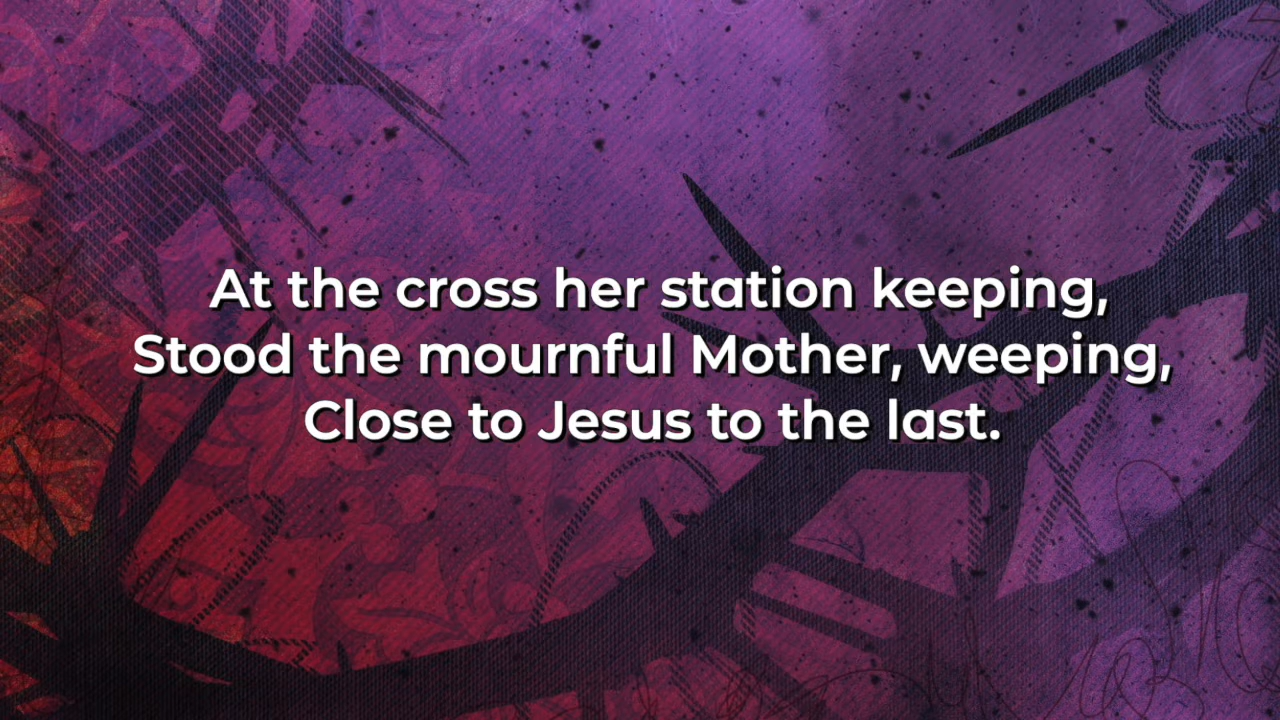 At the cross her station keeping,
Stood the mournful Mother, weeping,
Close to Jesus to the last.